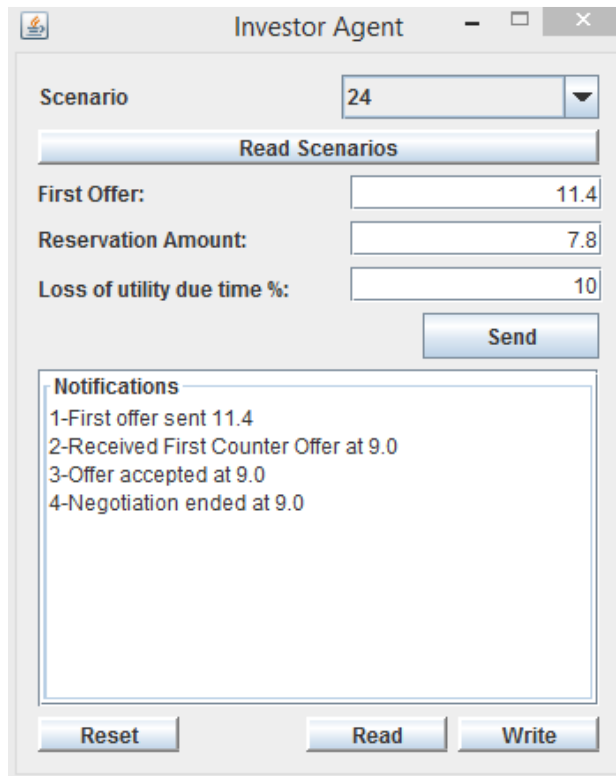 Investor Agent
Scenario 24
Read Scenarios
First Offer: 11.4
Reservation Amount: 7.8
Loss of utility due time %: 10
Send
Notifications
1-First offer sent 11.4
2-Received First Counter Offer at 9.0
3-Offer accepted at 9.0
4-Negotiation ended at 9.0
Reset Read Write